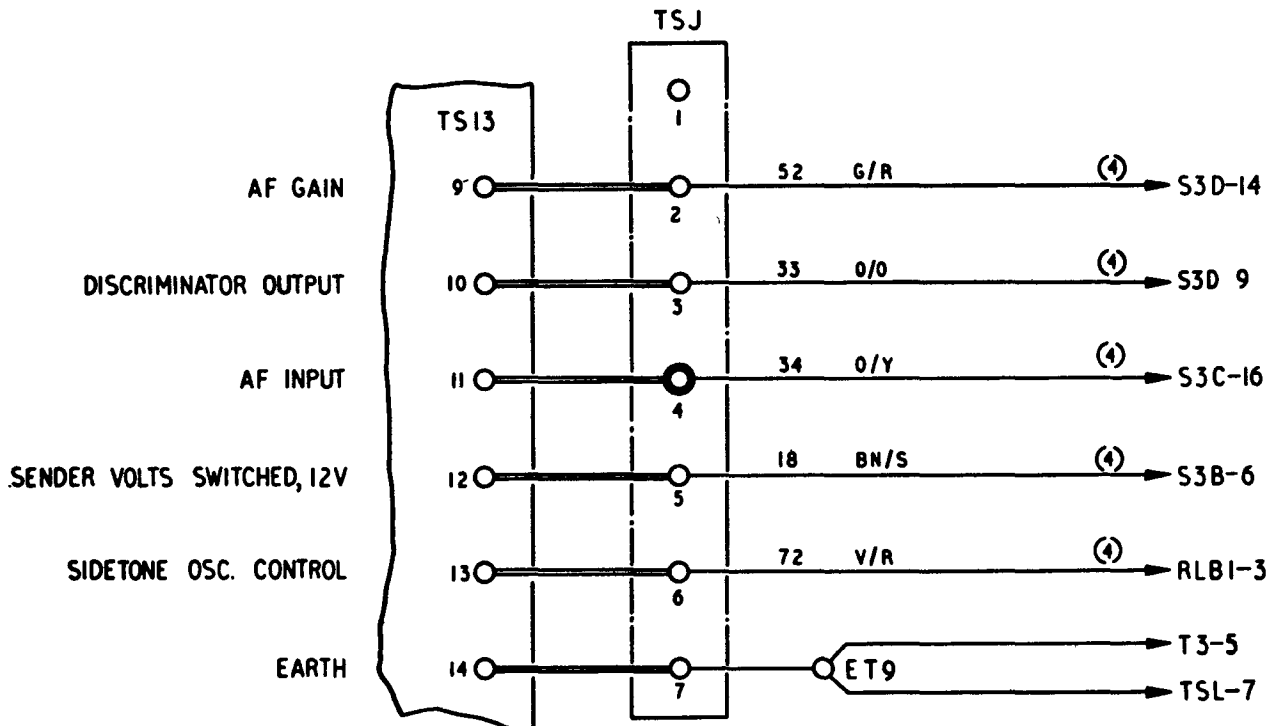 TSJ
TS13
1
AF GAIN 9 2 52 G/R (4) S3D-14
DISCRIMINATOR OUTPUT 10 3 33 O/O (4) S3D 9
AF INPUT 11 4 34 O/Y (4) S3C-16
SENDER VOLTS SWITCHED, 12V 12 5 18 BN/S (4) S3B-6
SIDETONE OSC. CONTROL 13 6 72 V/R (4) RLB1-3
EARTH 14 7 ET9 T3-5
TSL-7